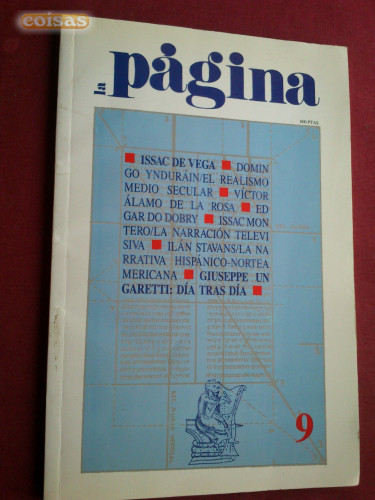 coisas
la
página
■ ISSAC DE VEGA ■ DOMIN
GO YNDURÁIN/EL REALISMO
MEDIO SECULAR ■ VÍCTOR
ÁLAMO DE LA ROSA ■ ED
GAR DO DOBRY ■ ISSAC MON
TERO/LA NARRACIÓN TELEVI
SIVA ■ ILÁN STAVANS/LA NA
RRATIVA HISPÁNICO-NORTEA
MERICANA ■ GIUSEPPE UN
GARETTI: DÍA TRAS DÍA ■
9